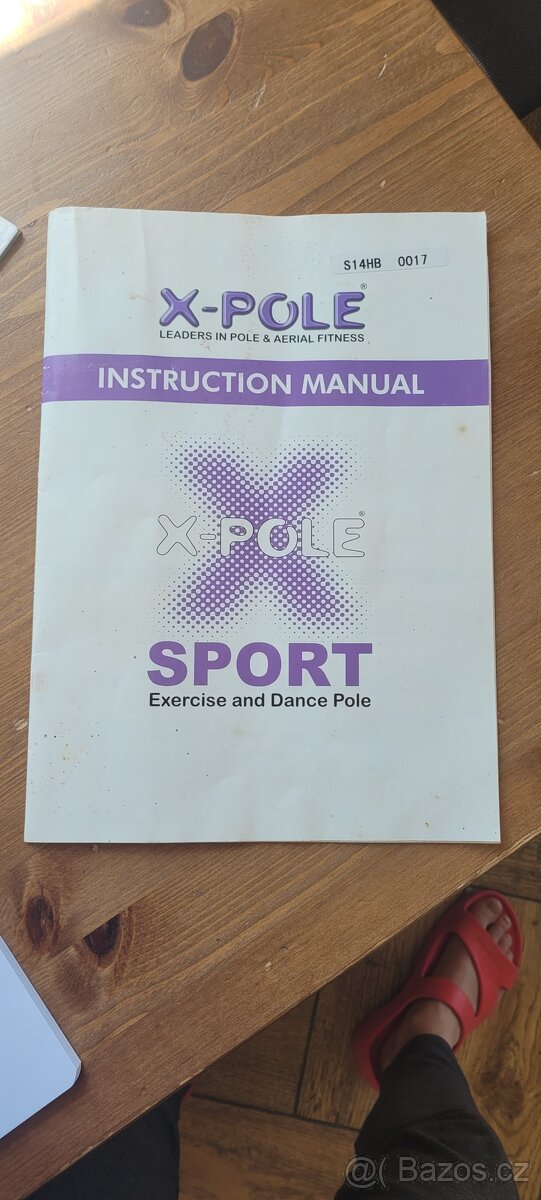 S14HB 0017
X-POLE®
LEADERS IN POLE & AERIAL FITNESS
INSTRUCTION MANUAL
X-POLE®
SPORT
Exercise and Dance Pole
@( Bazos.cz